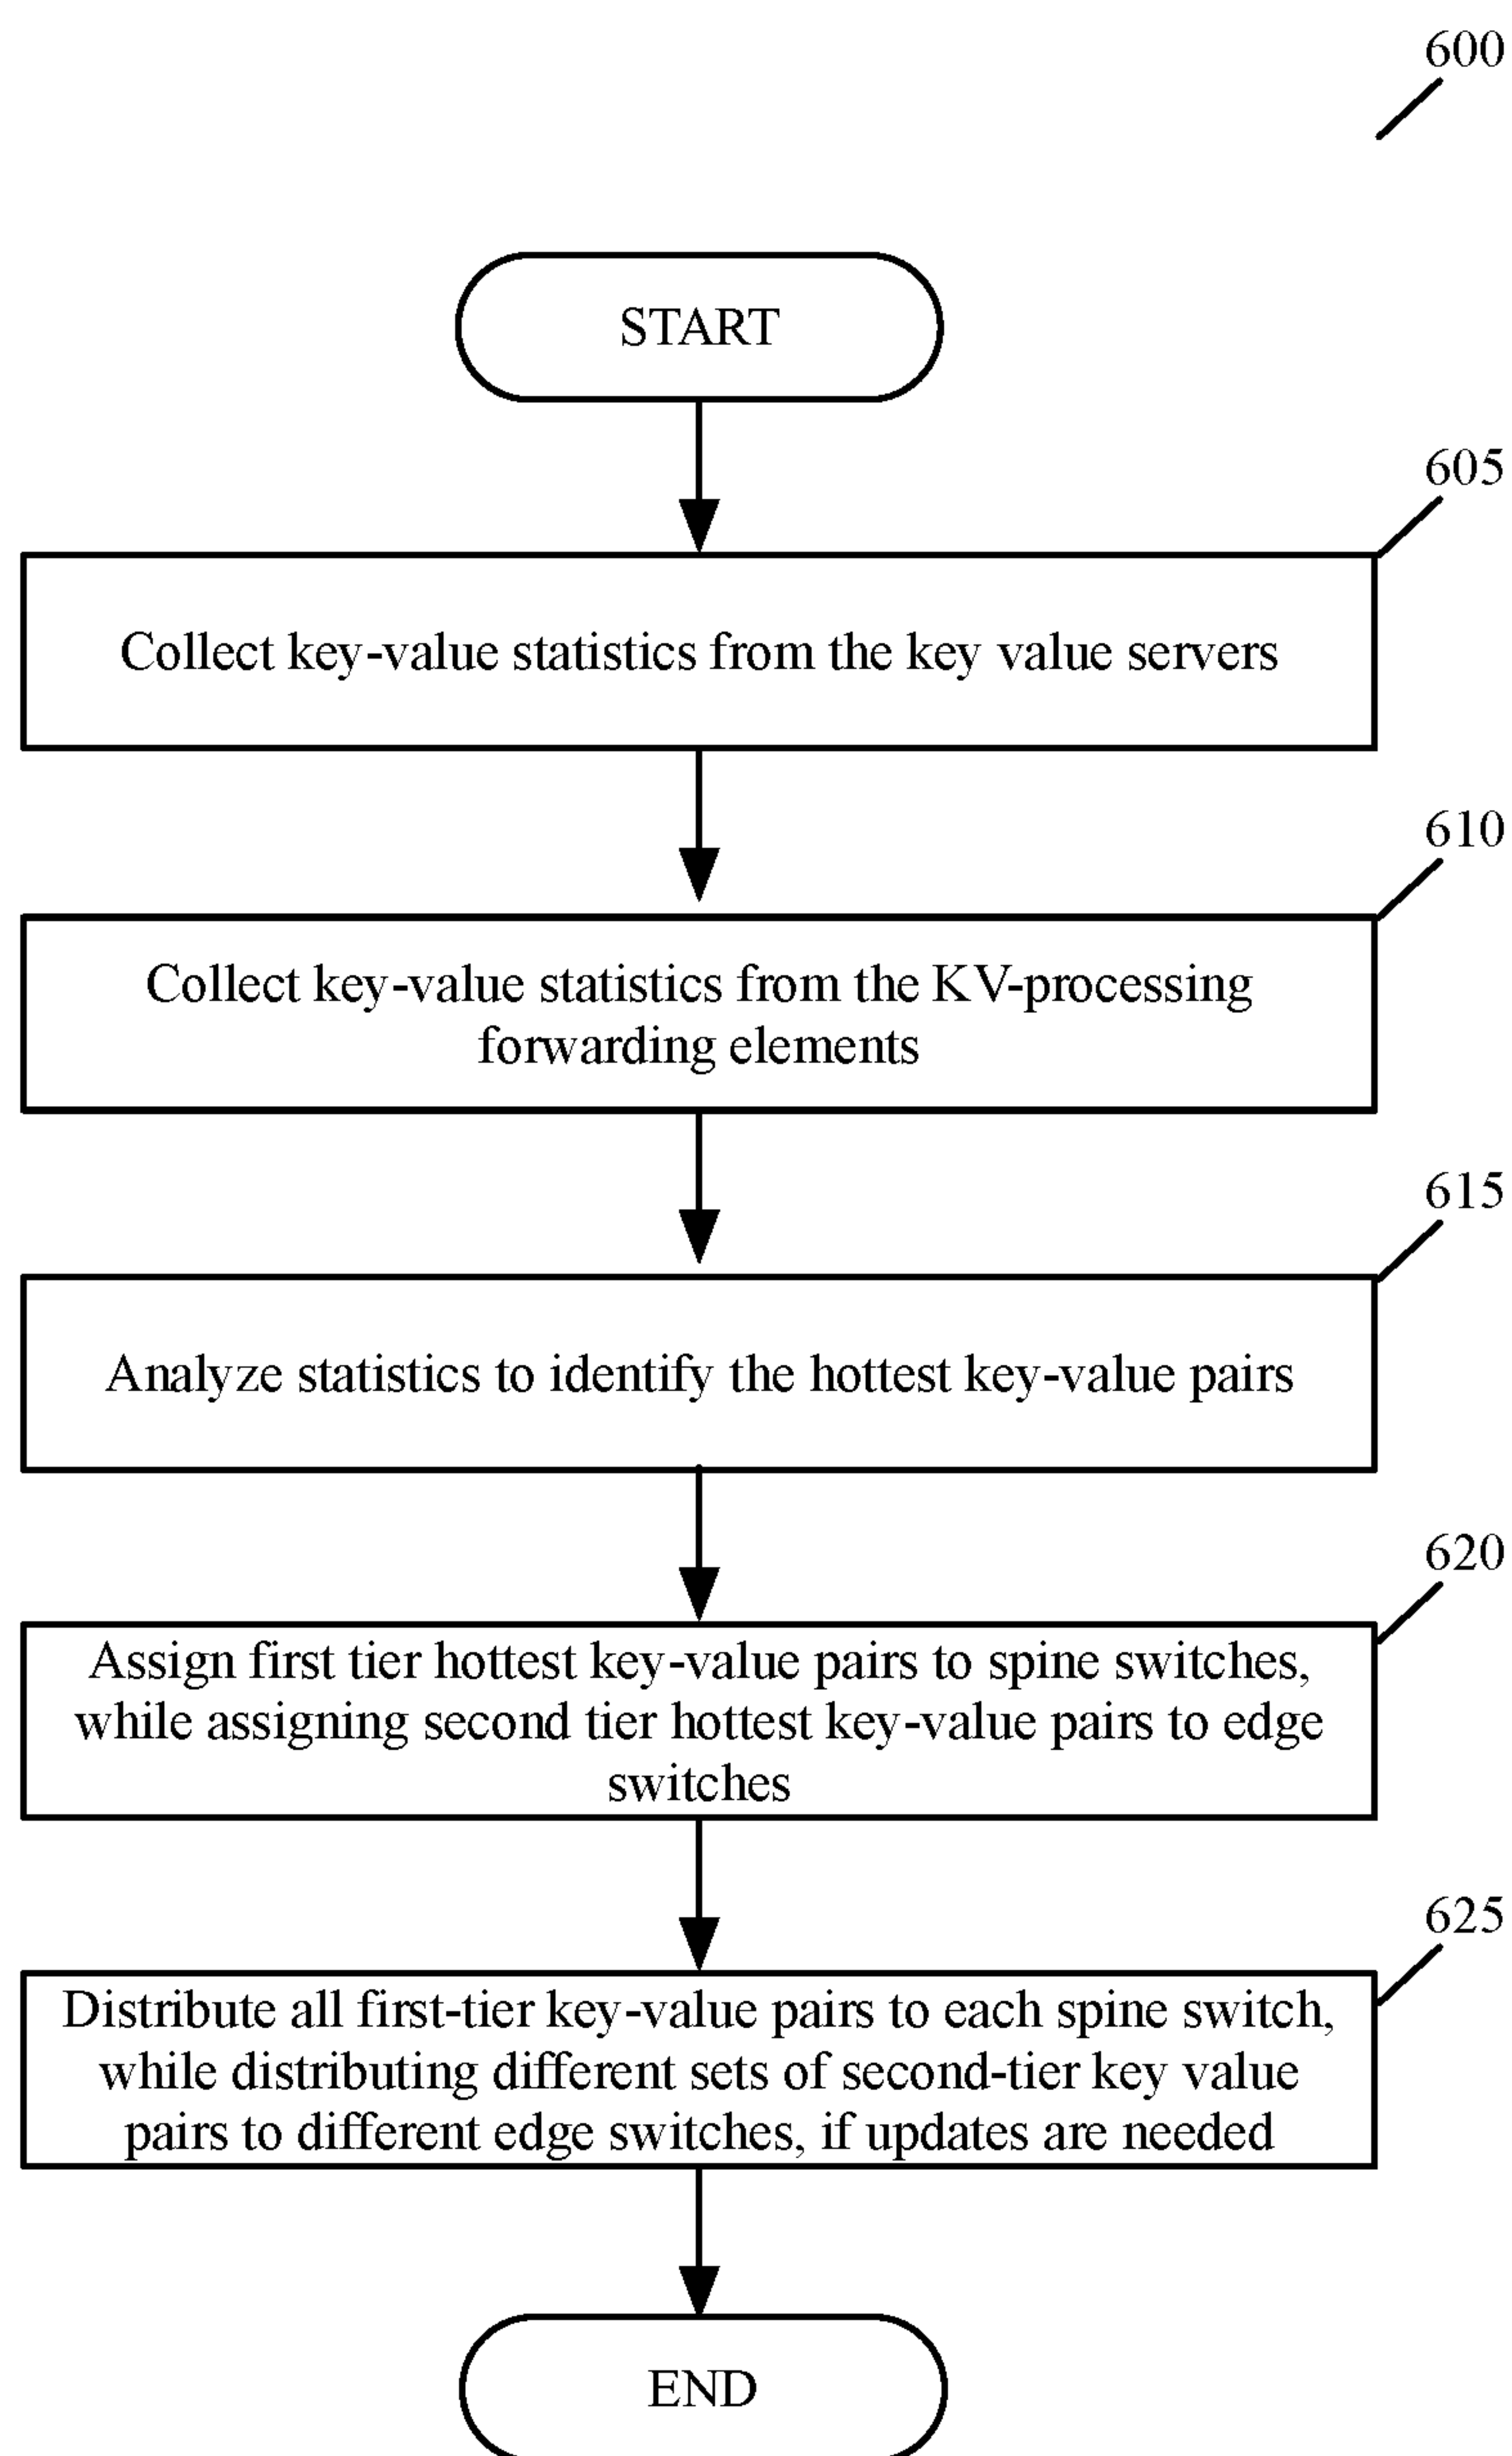 600
START
605
Collect key-value statistics from the key value servers
610
Collect key-value statistics from the KV-processing
forwarding elements
615
Analyze statistics to identify the hottest key-value pairs
620
Assign first tier hottest key-value pairs to spine switches,
while assigning second tier hottest key-value pairs to edge
switches
625
Distribute all first-tier key-value pairs to each spine switch,
while distributing different sets of second-tier key value
pairs to different edge switches, if updates are needed
END